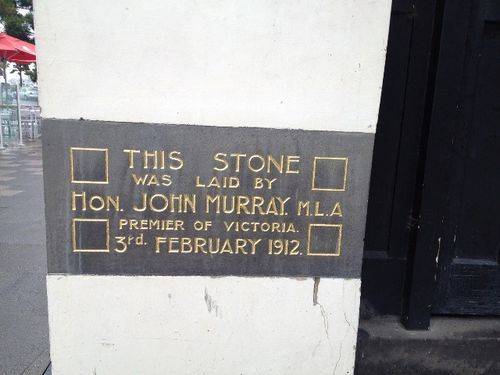 THIS STONE
WAS LAID BY
HON. JOHN MURRAY. M.L.A
PREMIER OF VICTORIA.
3rd. FEBRUARY 1912.